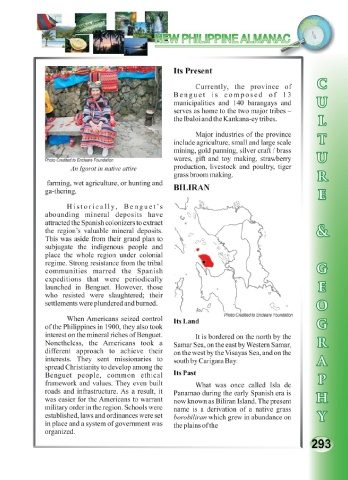 NEW PHILIPPINE ALMANAC
Photo Credited to Enciklare Foundation
An Igorot in native attire
farming, wet agriculture, or hunting and
ga-thering.
Historically, Benguet's
abounding mineral deposits have
attracted the Spanish colonizers to extract
the region's valuable mineral deposits.
This was aside from their grand plan to
subjugate the indigenous people and
place the whole region under colonial
regime. Strong resistance from the tribal
communities marred the Spanish
expeditions that were periodically
launched in Benguet. However, those
who resisted were slaughtered; their
settlements were plundered and burned.
When Americans seized control
of the Philippines in 1900, they also took
interest on the mineral riches of Benguet.
Nonetheless, the Americans took a
different approach to achieve their
interests. They sent missionaries to
spread Christianity to develop among the
Benguet people, common ethical
framework and values. They even built
roads and infrastructure. As a result, it
was easier for the Americans to warrant
military order in the region. Schools were
established, laws and ordinances were set
in place and a system of government was
organized.
Its Present
Currently, the province of
Benguet is composed of 13
municipalities and 140 barangays and
serves as home to the two major tribes –
the Ibaloi and the Kankana-ey tribes.
Major industries of the province
include agriculture, small and large scale
mining, gold panning, silver craft / brass
wares, gift and toy making, strawberry
production, livestock and poultry, tiger
grass broom making.
BILIRAN
Photo Credited to Enciklare Foundation
Its Land
It is bordered on the north by the
Samar Sea, on the east by Western Samar,
on the west by the Visayas Sea, and on the
south by Carigara Bay.
Its Past
What was once called Isla de
Panamao during the early Spanish era is
now known as Biliran Island. The present
name is a derivation of a native grass
borobiliran which grew in abundance on
the plains of the
CULTURE & GEOGRAPHY
293